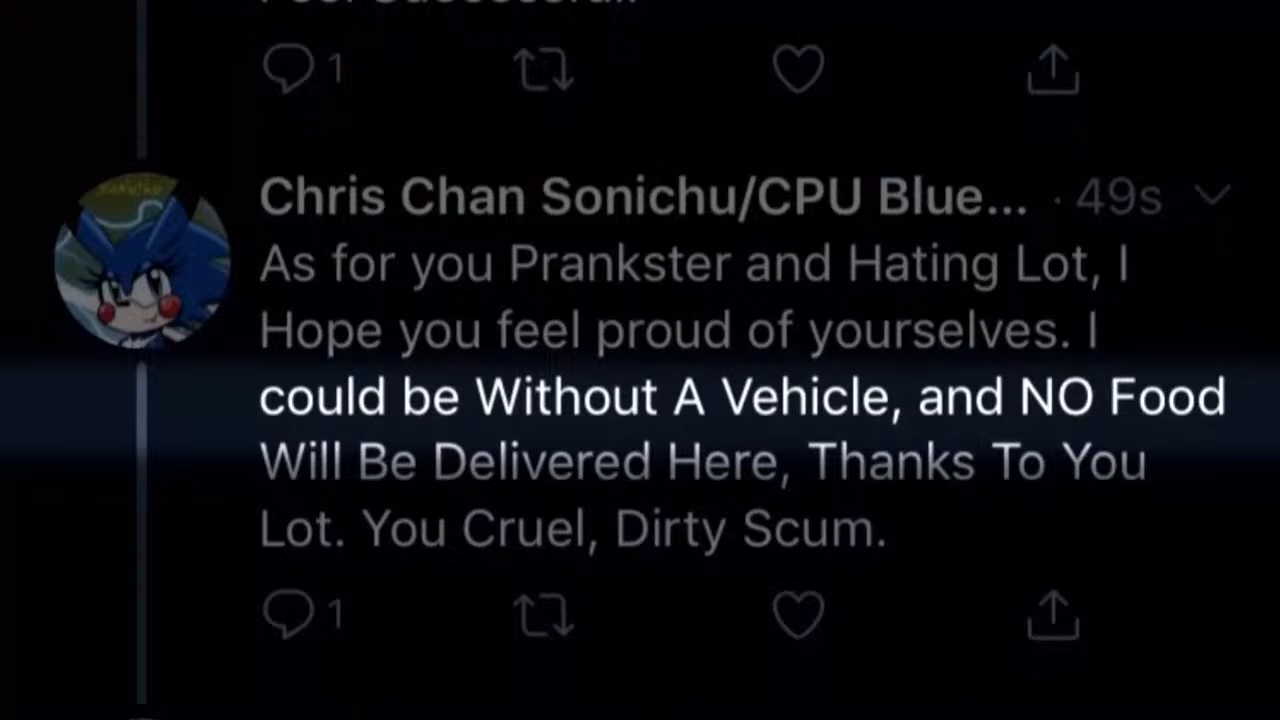 1
Chris Chan Sonichu/CPU Blue... · 49s
As for you Prankster and Hating Lot, I
Hope you feel proud of yourselves. I
could be Without A Vehicle, and NO Food
Will Be Delivered Here, Thanks To You
Lot. You Cruel, Dirty Scum.
1